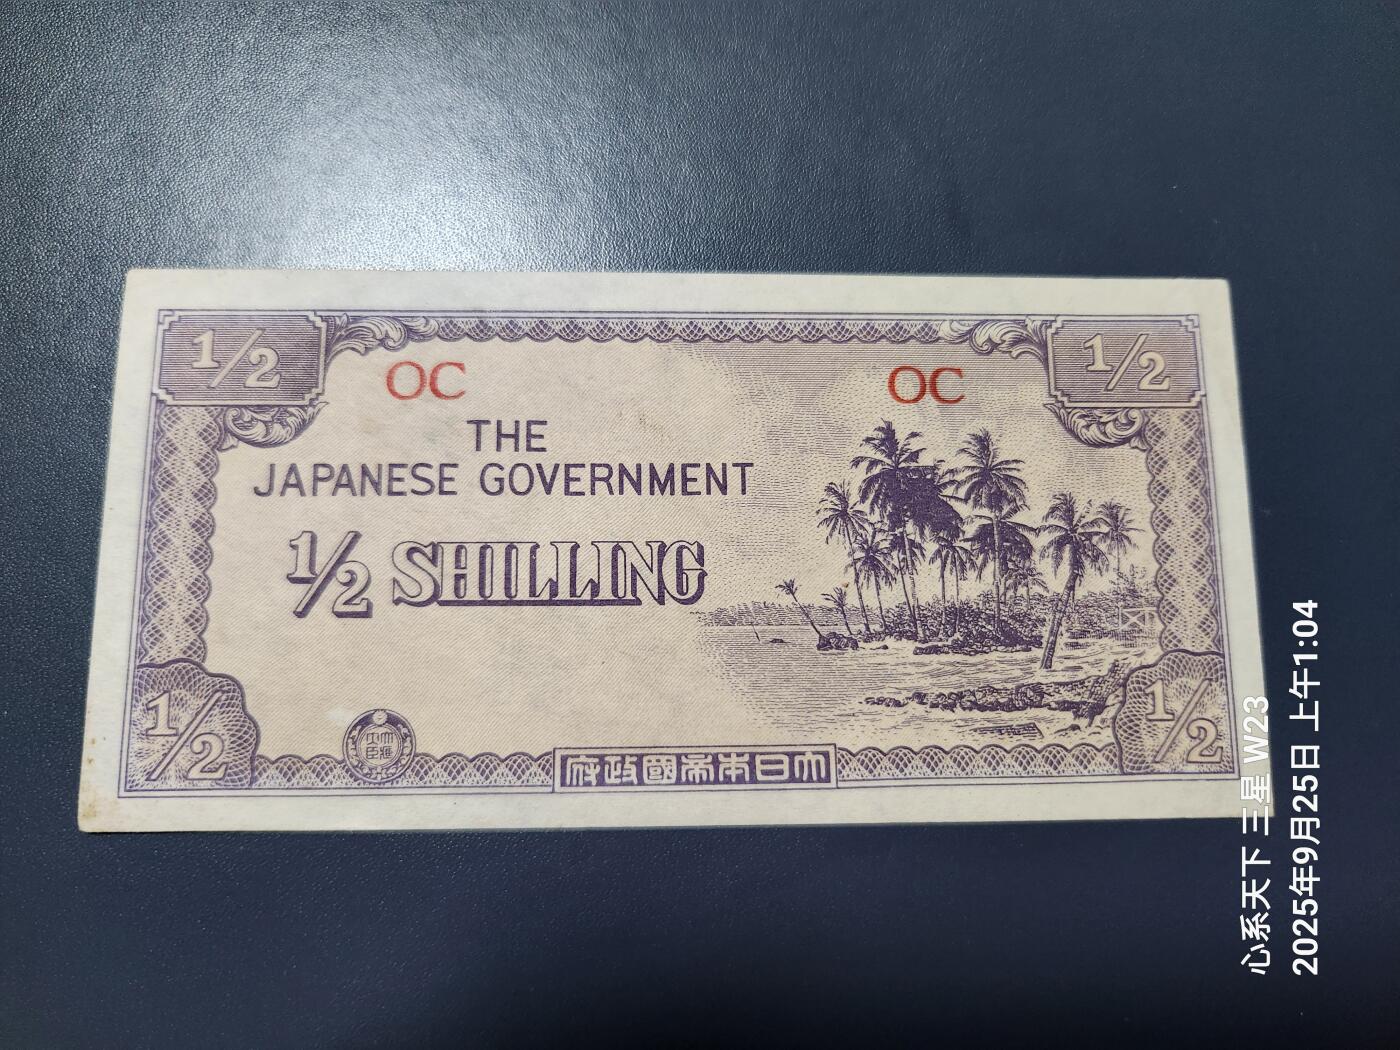 1/2
1/2
OC
OC
THE
JAPANESE GOVERNMENT
1/2 SHILLING
1/2
1/2
府政國帝本日大
心系天下 三星 W23
2025年9月25日 上午1:04